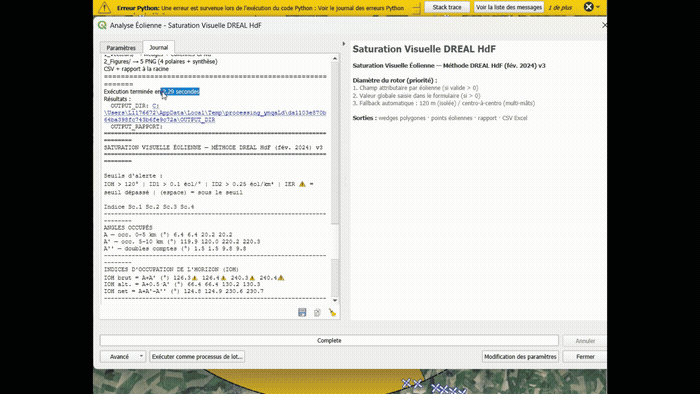 Erreur Python: Une erreur est survenue lors de l'exécution du code Python : Voir le journal des erreurs Python
Stack trace
Voir la liste des messages
1 de plus
Analyse Éolienne - Saturation Visuelle DREAL HdF
Paramètres
Journal
2_Figures/ → 5 PNG (4 polaires + synthèse)
CSV + rapport à la racine
Exécution terminée en 2.29 secondes
Résultats :
OUTPUT_DIR: C:
OUTPUT_DIR
OUTPUT_RAPPORT:
SATURATION VISUELLE ÉOLIENNE — MÉTHODE DREAL HdF (fév. 2024) v3
Seuils d'alerte :
IOH > 120° | ID1 > 0.1 éol/° | ID2 > 0.25 éol/km² | IER ⚠ =
seuil dépassé | (espace) = sous le seuil
Indice Sc.1 Sc.2 Sc.3 Sc.4
ANGLES OCCUPÉS
A — occ. 0-5 km (°) 6.4 6.4 20.2 20.2
A' — occ. 5-10 km (°) 119.9 120.0 220.2 220.3
A'' — doubles comptes (°) 1.5 1.5 9.8 9.8
INDICES D'OCCUPATION DE L'HORIZON (IOH)
IOH brut = A+A' (°) 126.3⚠ 126.4⚠ 240.3⚠ 240.4⚠
IOH alt. = A+0.5·A' (°) 66.4 66.4 130.2 130.3
IOH net = A+A'-A'' (°) 124.8 124.9 230.6 230.7
Saturation Visuelle DREAL HdF
Saturation Visuelle Éolienne — Méthode DREAL HdF (fév. 2024) v3
Diamètre du rotor (priorité) :
1. Champ attributaire par éolienne (si valide > 0)
2. Valeur globale saisie dans le formulaire (si > 0)
3. Fallback automatique : 120 m (isolée) / centre-à-centre (multi-mâts)
Sorties : wedges polygones · points éoliennes · rapport · CSV Excel
Complete
Annuler
Avancé
Exécuter comme processus de lot...
Modification des paramètres
Fermer